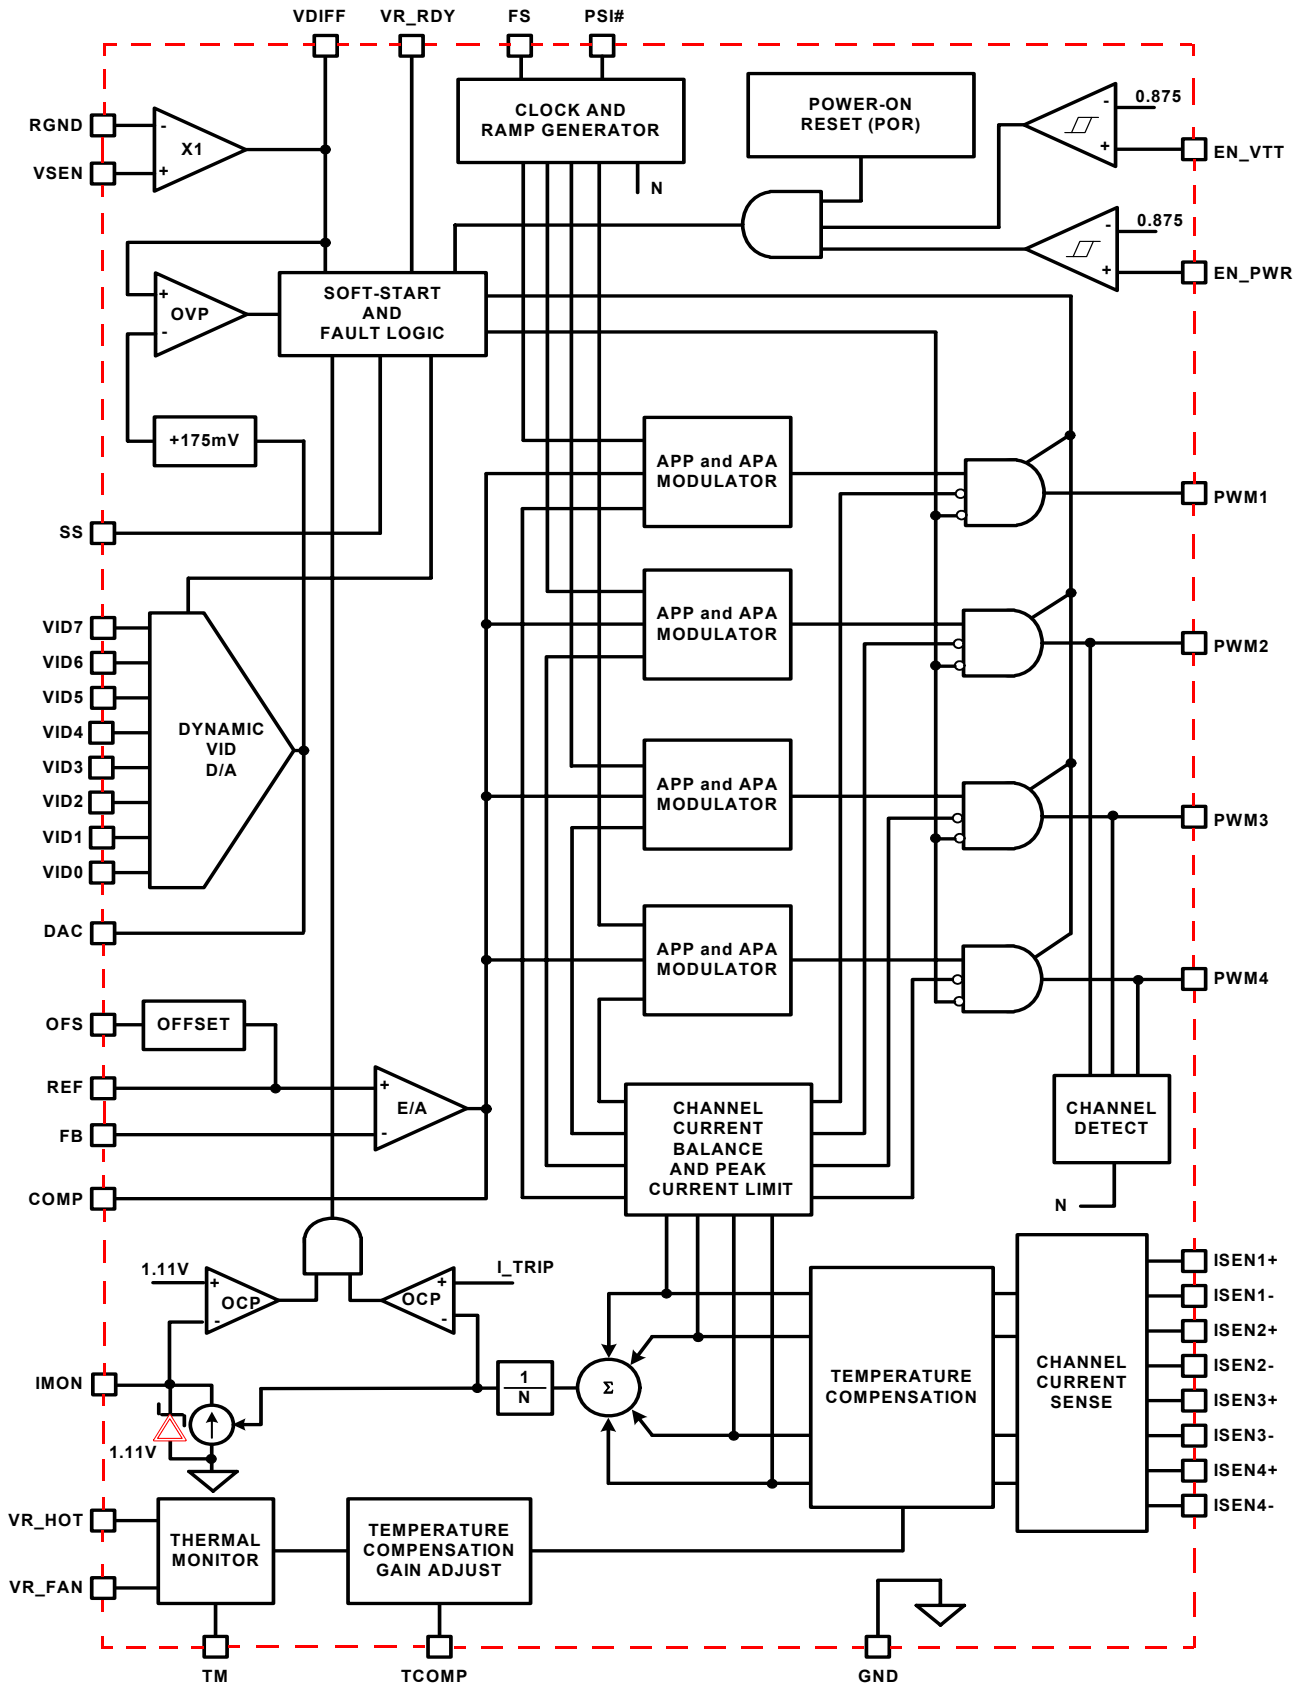 VDIFF
VR_RDY
FS
PSI#
RGND
VSEN
-
+
X1
CLOCK AND
RAMP GENERATOR
N
POWER-ON
RESET (POR)
-
+
0.875
EN_VTT
-
+
0.875
EN_PWR
+
-
OVP
SOFT-START
AND
FAULT LOGIC
+175mV
APP and APA
MODULATOR
PWM1
SS
VID7
VID6
VID5
VID4
VID3
VID2
VID1
VID0
DYNAMIC
VID
D/A
APP and APA
MODULATOR
PWM2
APP and APA
MODULATOR
PWM3
DAC
APP and APA
MODULATOR
PWM4
OFS
OFFSET
REF
FB
+
-
E/A
COMP
CHANNEL
CURRENT
BALANCE
AND PEAK
CURRENT LIMIT
CHANNEL
DETECT
N
1.11V
+
-
OCP
+
-
OCP
I_TRIP
IMON
1.11V
1
N
Σ
TEMPERATURE
COMPENSATION
CHANNEL
CURRENT
SENSE
ISEN1+
ISEN1-
ISEN2+
ISEN2-
ISEN3+
ISEN3-
ISEN4+
ISEN4-
VR_HOT
VR_FAN
THERMAL
MONITOR
TEMPERATURE
COMPENSATION
GAIN ADJUST
TM
TCOMP
GND